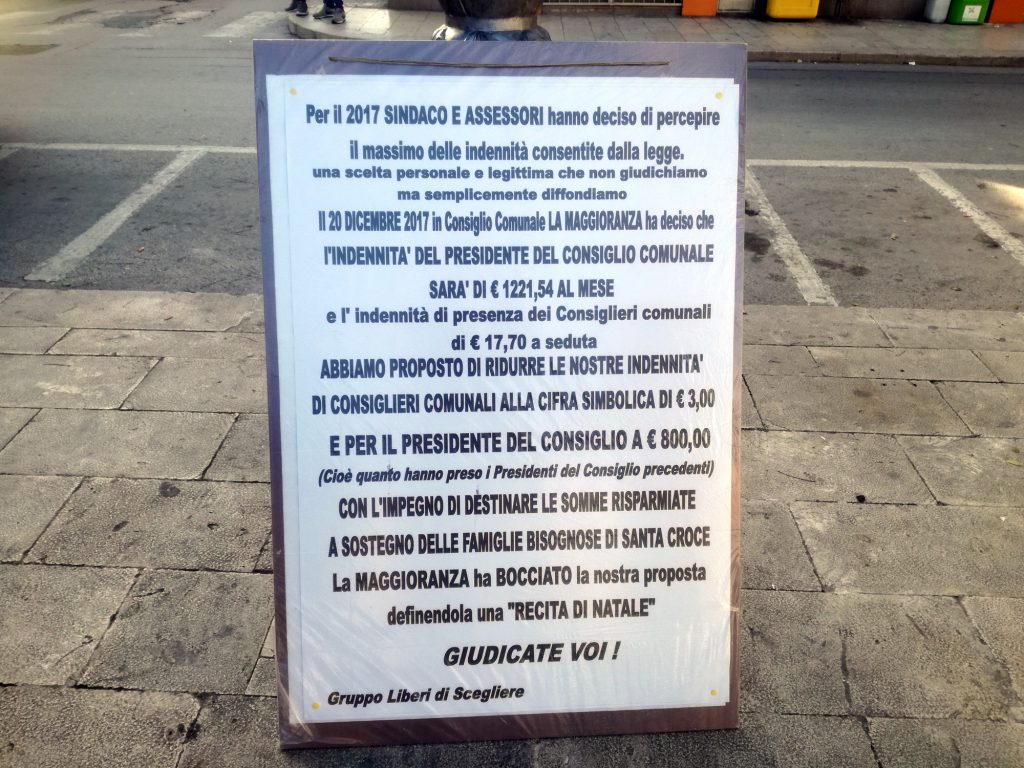 Per il 2017 SINDACO E ASSESSORI hanno deciso di percepire
il massimo delle indennità consentite dalla legge.
una scelta personale e legittima che non giudichiamo
ma semplicemente diffondiamo
Il 20 DICEMBRE 2017 in Consiglio Comunale LA MAGGIORANZA ha deciso che
l'INDENNITA' DEL PRESIDENTE DEL CONSIGLIO COMUNALE
SARA' DI € 1221,54 AL MESE
e l' indennità di presenza dei Consiglieri comunali
di € 17,70 a seduta
ABBIAMO PROPOSTO DI RIDURRE LE NOSTRE INDENNITA'
DI CONSIGLIERI COMUNALI ALLA CIFRA SIMBOLICA DI € 3,00
E PER IL PRESIDENTE DEL CONSIGLIO A € 800,00
(Cioè quanto hanno preso i Presidenti del Consiglio precedenti)
CON L'IMPEGNO DI DESTINARE LE SOMME RISPARMIATE
A SOSTEGNO DELLE FAMIGLIE BISOGNOSE DI SANTA CROCE
La MAGGIORANZA ha BOCCIATO la nostra proposta
definendola una "RECITA DI NATALE"
GIUDICATE VOI !
Gruppo Liberi di Scegliere